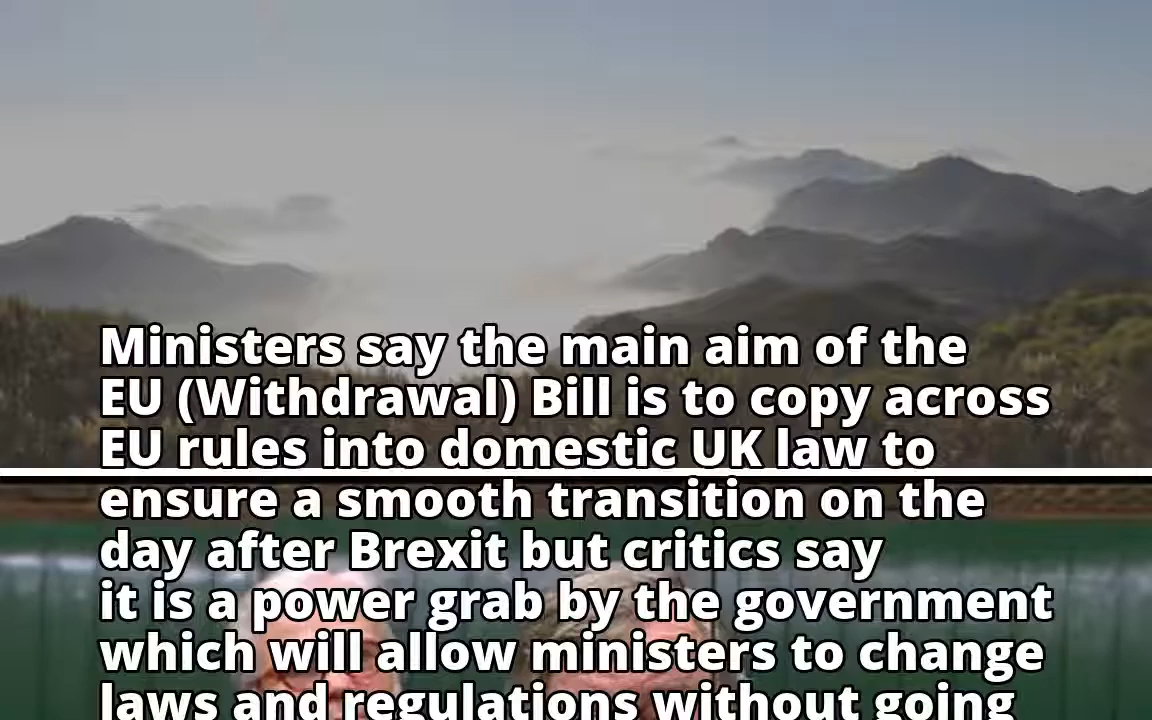 Ministers say the main aim of the
EU (Withdrawal) Bill is to copy across
EU rules into domestic UK law to
ensure a smooth transition on the
day after Brexit but critics say
it is a power grab by the government
which will allow ministers to change
laws and regulations without going